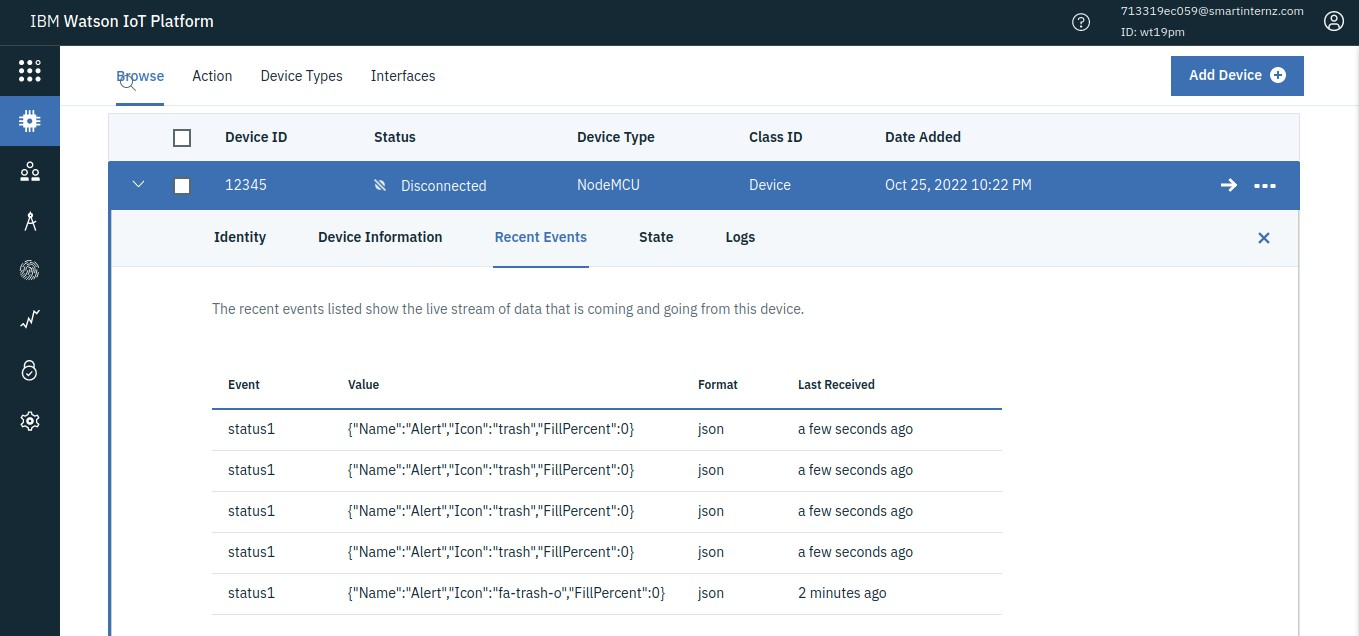 IBM Watson IoT Platform
713319ec059@smartinternz.com
ID: wt19pm
Browse Action Device Types Interfaces Add Device
Device ID Status Device Type Class ID Date Added
12345 Disconnected NodeMCU Device Oct 25, 2022 10:22 PM
Identity Device Information Recent Events State Logs
The recent events listed show the live stream of data that is coming and going from this device.
Event Value Format Last Received
status1 {"Name":"Alert","Icon":"trash","FillPercent":0} json a few seconds ago
status1 {"Name":"Alert","Icon":"trash","FillPercent":0} json a few seconds ago
status1 {"Name":"Alert","Icon":"trash","FillPercent":0} json a few seconds ago
status1 {"Name":"Alert","Icon":"trash","FillPercent":0} json a few seconds ago
status1 {"Name":"Alert","Icon":"fa-trash-o","FillPercent":0} json 2 minutes ago